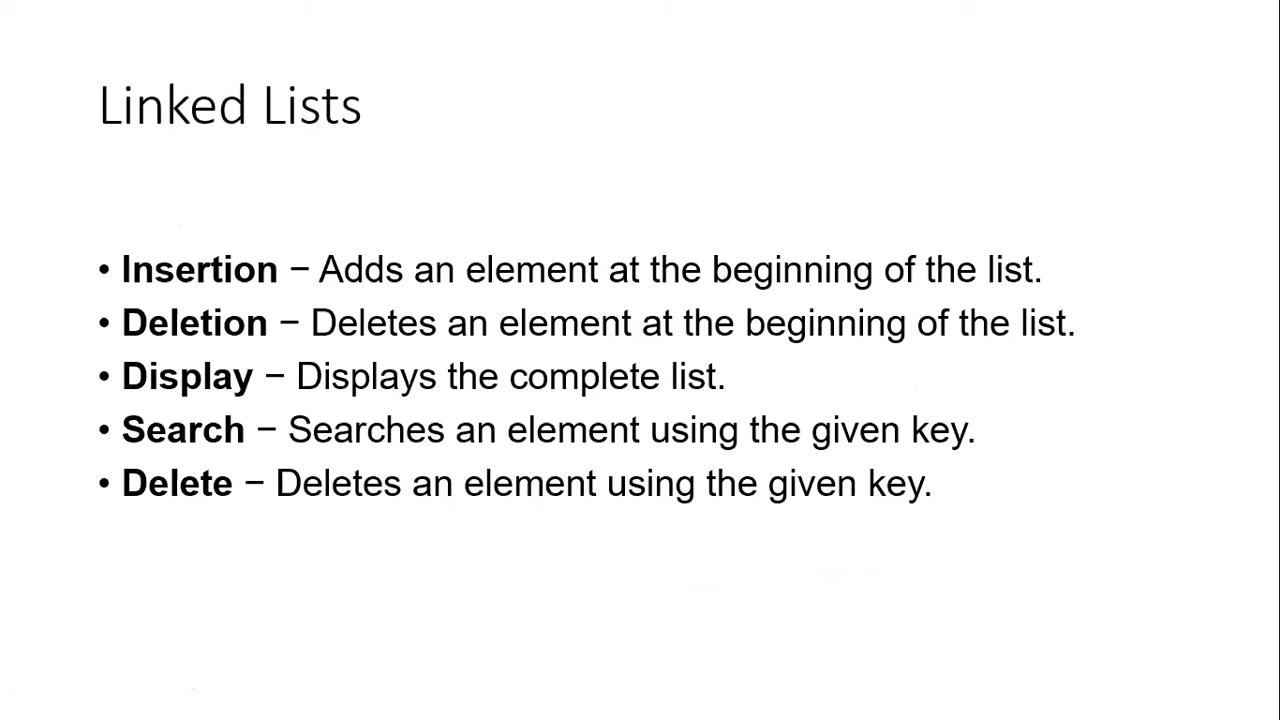 Linked Lists
• Insertion − Adds an element at the beginning of the list.
• Deletion − Deletes an element at the beginning of the list.
• Display − Displays the complete list.
• Search − Searches an element using the given key.
• Delete − Deletes an element using the given key.